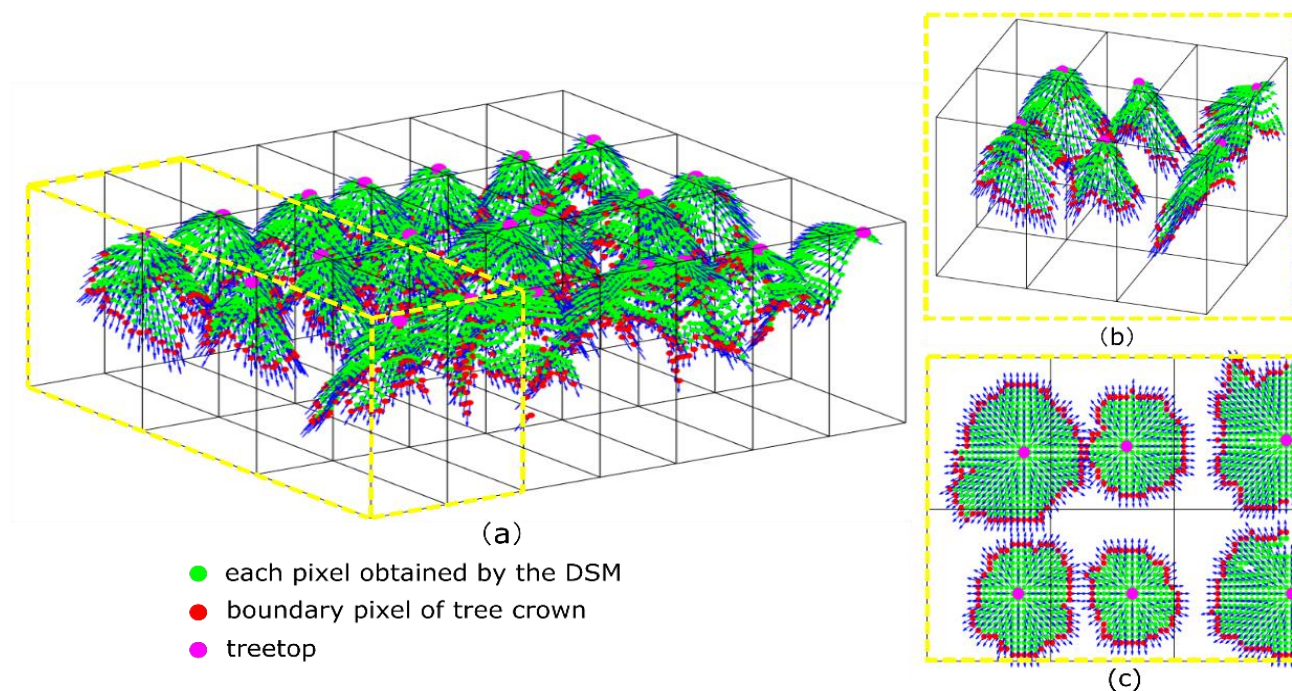 (b)
(a)
each pixel obtained by the DSM
boundary pixel of tree crown
treetop
(c)